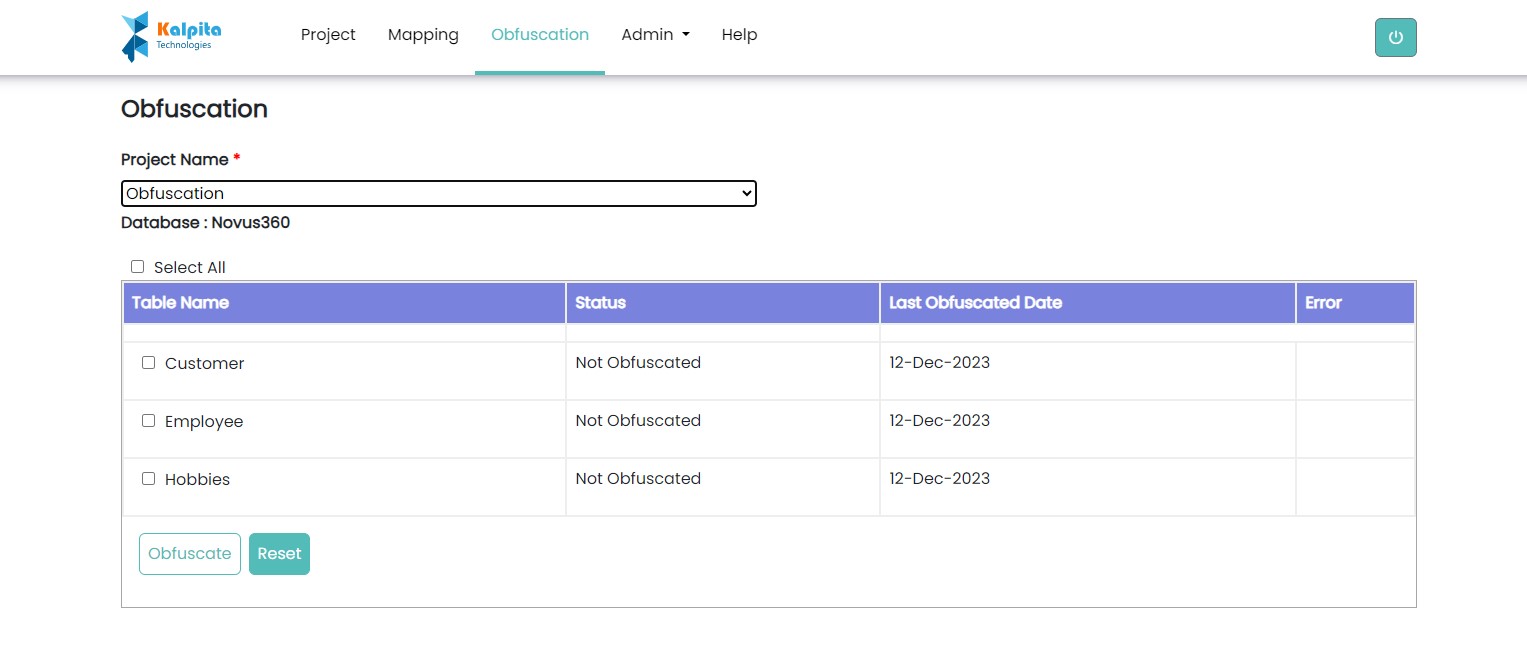 Kalpita
Technologies
Project Mapping Obfuscation Admin Help
Obfuscation
Project Name *
Obfuscation
Database : Novus360
Select All
Table Name Status Last Obfuscated Date Error
Customer Not Obfuscated 12-Dec-2023
Employee Not Obfuscated 12-Dec-2023
Hobbies Not Obfuscated 12-Dec-2023
Obfuscate Reset